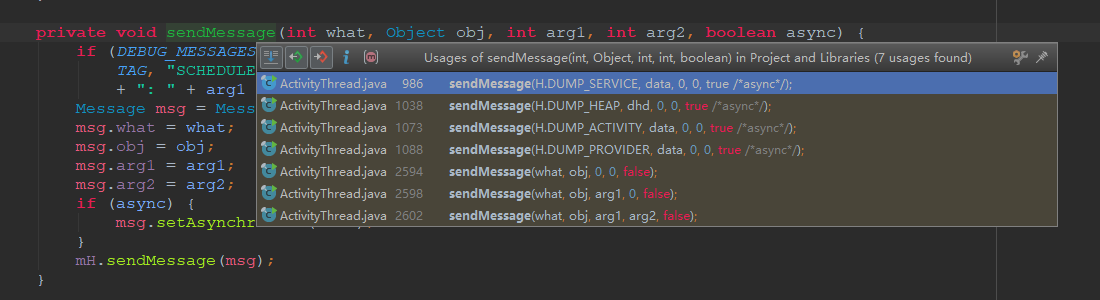 private void sendMessage(int what, Object obj, int arg1, int arg2, boolean async) {
if (DEBUG_MESSAGES
TAG, "SCHEDULE
+ ": " + arg1
Message msg = Mess
msg.what = what;
msg.obj = obj;
msg.arg1 = arg1;
msg.arg2 = arg2;
if (async) {
msg.setAsynchr
}
mH.sendMessage(msg);
}
Usages of sendMessage(int, Object, int, int, boolean) in Project and Libraries (7 usages found)
ActivityThread.java 986 sendMessage(H.DUMP_SERVICE, data, 0, 0, true /*async*/);
ActivityThread.java 1038 sendMessage(H.DUMP_HEAP, dhd, 0, 0, true /*async*/);
ActivityThread.java 1073 sendMessage(H.DUMP_ACTIVITY, data, 0, 0, true /*async*/);
ActivityThread.java 1088 sendMessage(H.DUMP_PROVIDER, data, 0, 0, true /*async*/);
ActivityThread.java 2594 sendMessage(what, obj, 0, 0, false);
ActivityThread.java 2598 sendMessage(what, obj, arg1, 0, false);
ActivityThread.java 2602 sendMessage(what, obj, arg1, arg2, false);